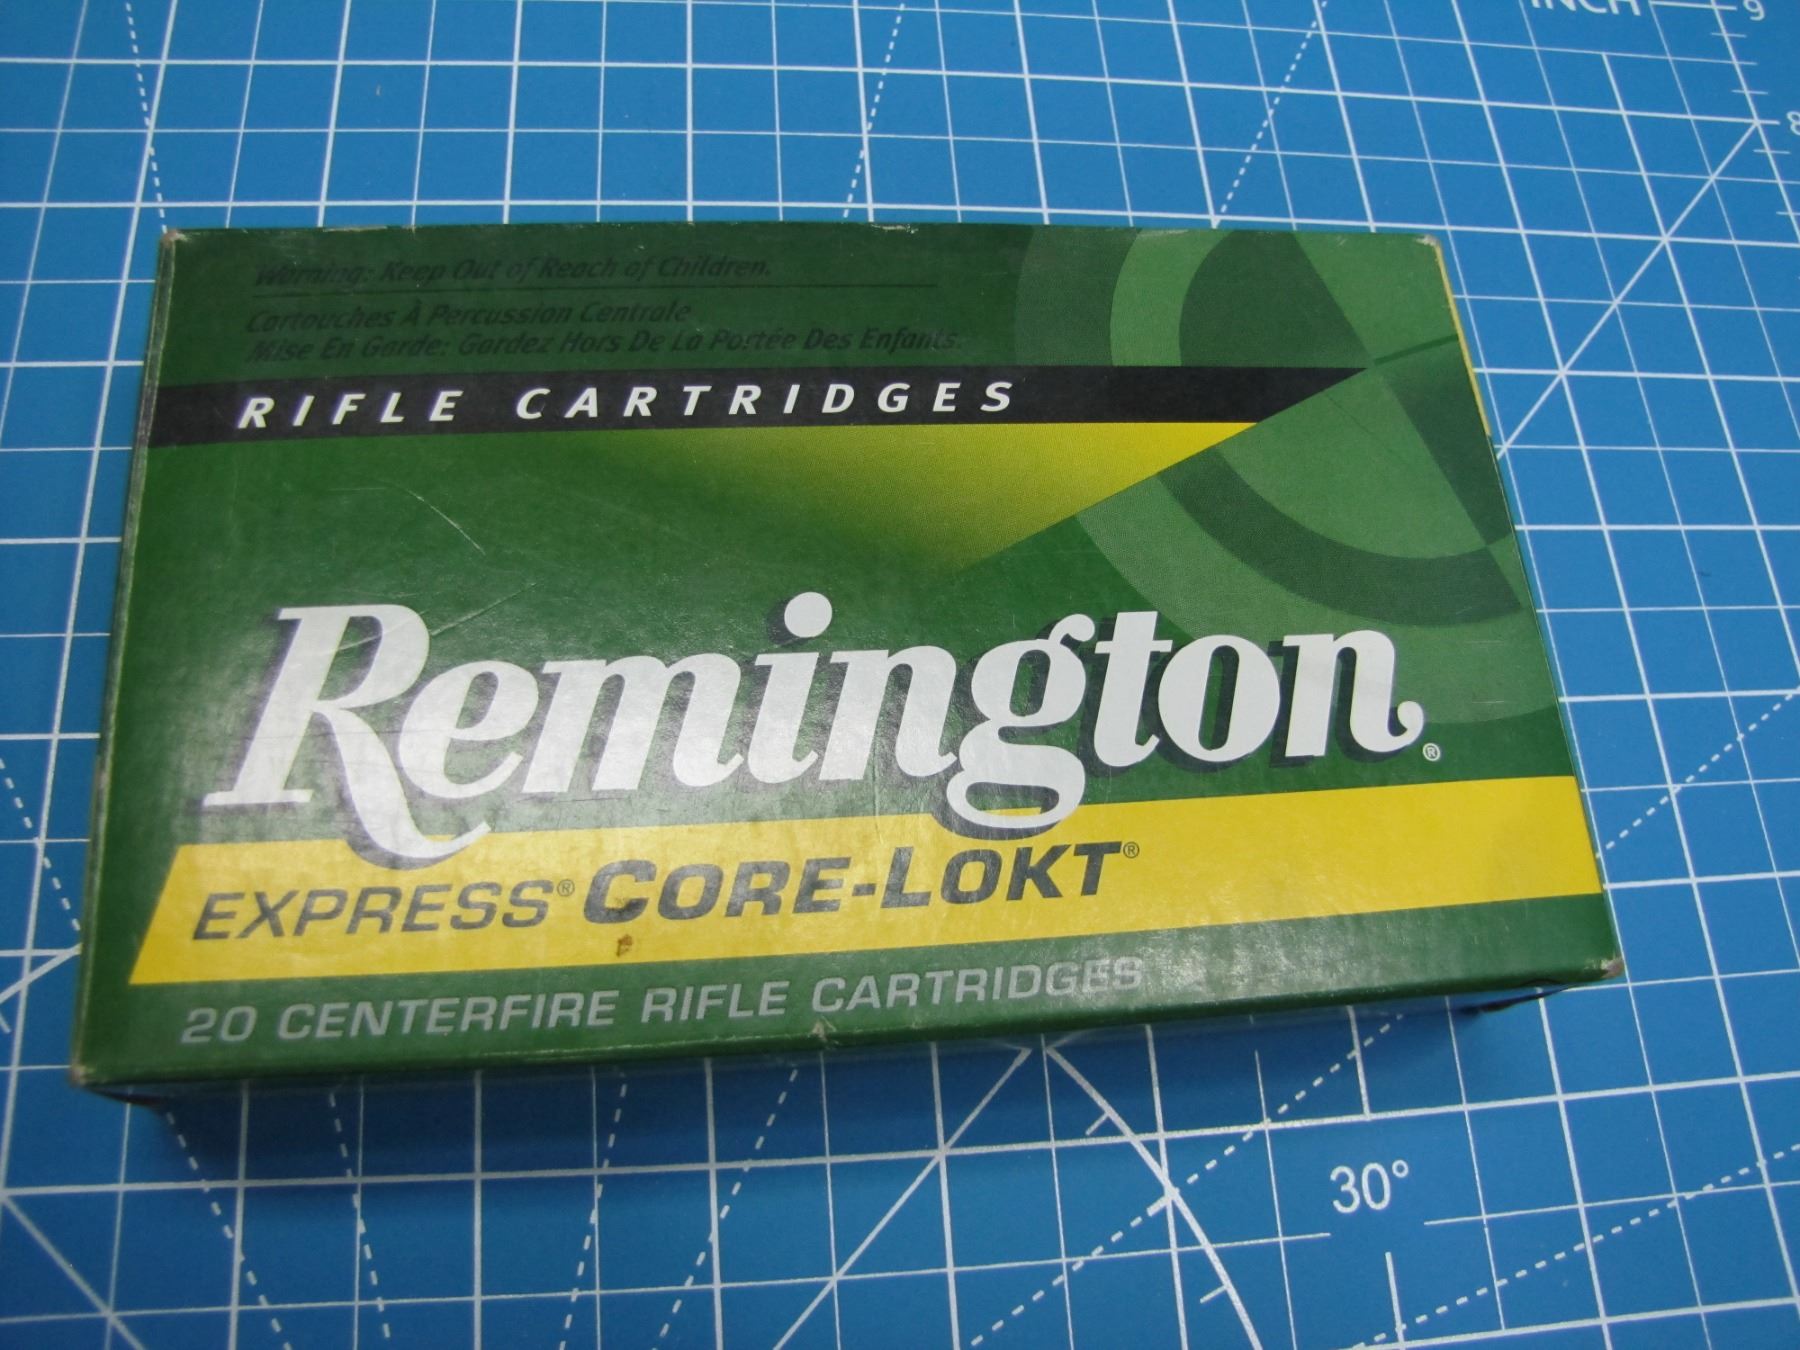 INCH 9
8
Warning: Keep Out of Reach of Children.
Cartouches À Percussion Centrale
Mise En Garde: Gardez Hors De La Portée Des Enfants.
RIFLE CARTRIDGES
Remington®
EXPRESS® CORE-LOKT®
20 CENTERFIRE RIFLE CARTRIDGES
30°